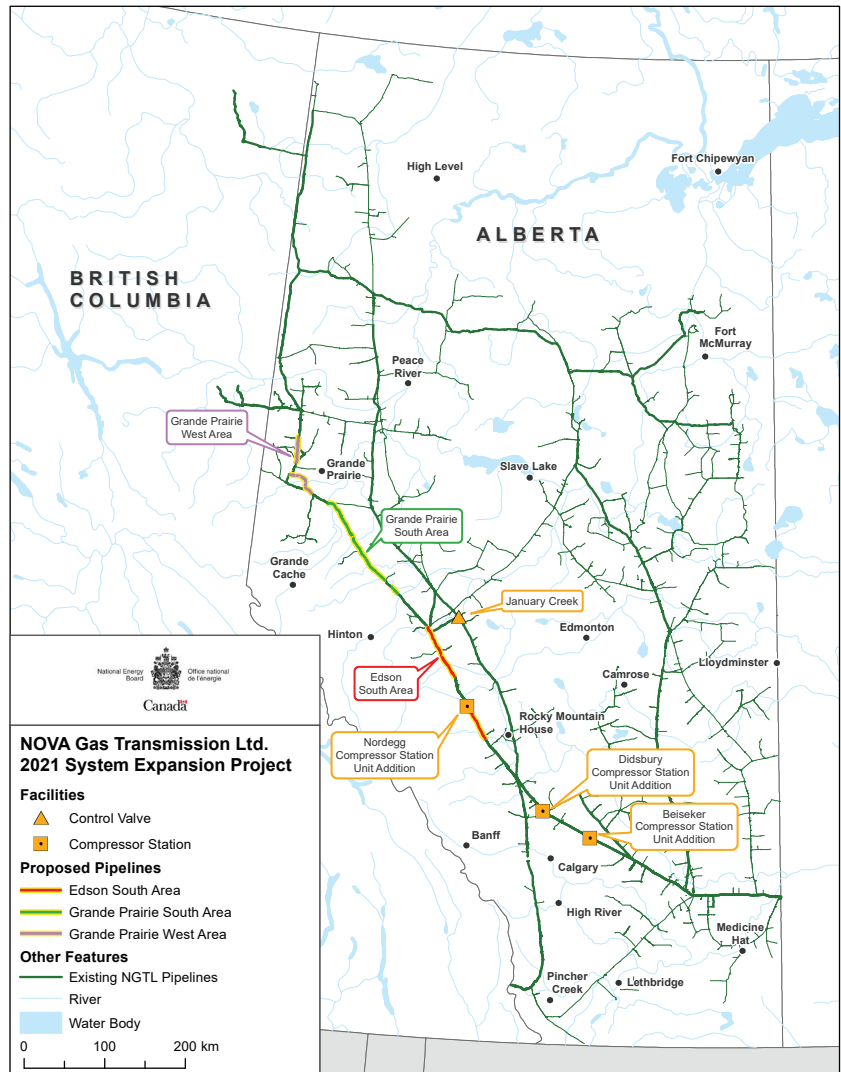 High Level
Fort Chipewyan
ALBERTA
BRITISH
COLUMBIA
Fort
McMurray
Peace
River
Grande Prairie
West Area
Grande
Prairie
Slave Lake
Grande Prairie
South Area
Grande
Cache
January Creek
Hinton
Edmonton
Lloydminster
Edson
South Area
Camrose
Rocky Mountain
House
Nordegg
Compressor Station
Unit Addition
Didsbury
Compressor Station
Unit Addition
Beiseker
Compressor Station
Unit Addition
Banff
Calgary
High River
Medicine
Hat
Pincher
Creek
Lethbridge
National Energy
Board
Office national
de l'énergie
Canada
NOVA Gas Transmission Ltd.
2021 System Expansion Project
Facilities
Control Valve
Compressor Station
Proposed Pipelines
Edson South Area
Grande Prairie South Area
Grande Prairie West Area
Other Features
Existing NGTL Pipelines
River
Water Body
0 100 200 km